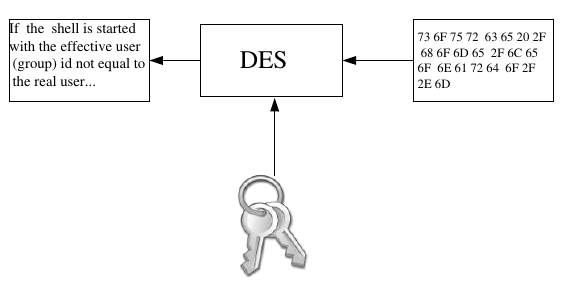 If the shell is started
with the effective user
(group) id not equal to
the real user...
DES
73 6F 75 72 63 65 20 2F
68 6F 6D 65 2F 6C 65
6F 6E 61 72 64 6F 2F
2E 6D